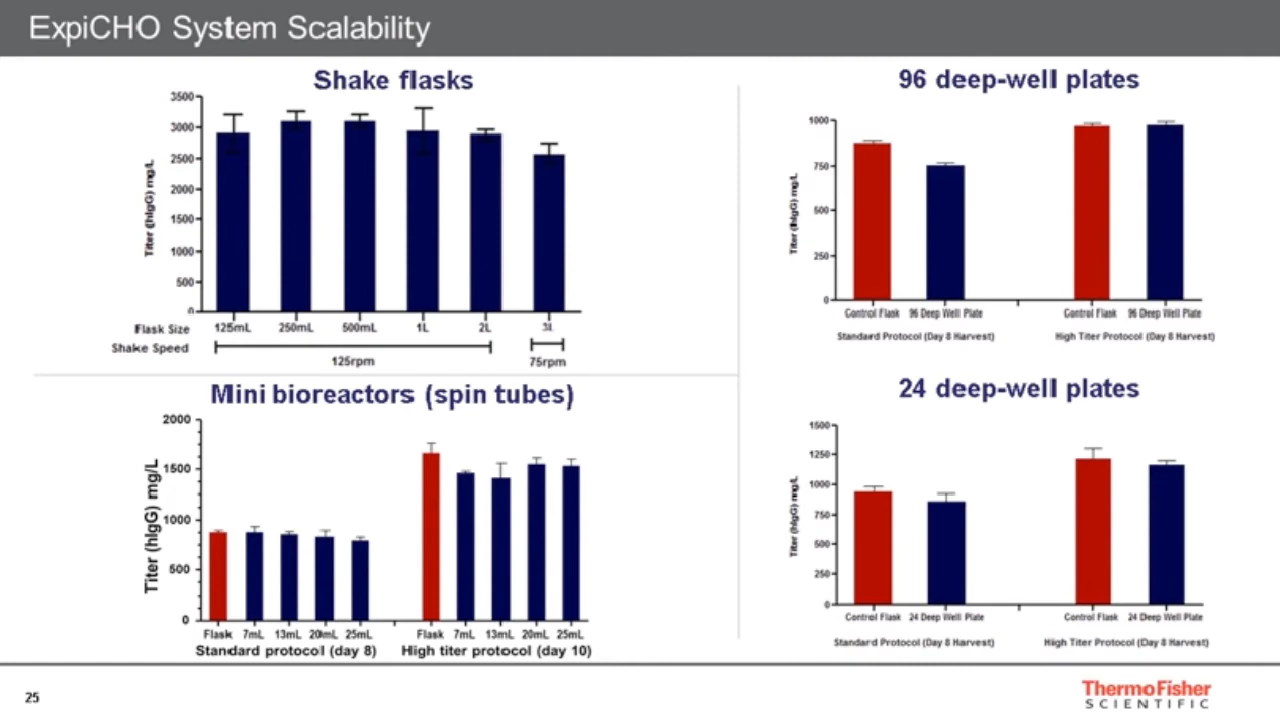 ExpiCHO System Scalability
Shake flasks
3500
3000
2500
2000
1500
1000
500
0
Titer (hIgG) mg/L
Flask Size 125mL 250mL 500mL 1L 2L 3L
Shake Speed
125rpm 75rpm
96 deep-well plates
1000
750
500
250
0
Titer (hIgG) mg/L
Control Flask 96 Deep Well Plate Control Flask 96 Deep Well Plate
Standard Protocol (Day 8 Harvest) High Titer Protocol (Day 8 Harvest)
Mini bioreactors (spin tubes)
2000
1500
1000
500
0
Titer (hIgG) mg/L
Flask 7mL 13mL 20mL 25mL Flask 7mL 13mL 20mL 25mL
Standard protocol (day 8) High titer protocol (day 10)
24 deep-well plates
1500
1250
1000
750
500
250
0
Titer (hIgG) mg/L
Control Flask 24 Deep Well Plate Control Flask 24 Deep Well Plate
Standard Protocol (Day 8 Harvest) High Titer Protocol (Day 8 Harvest)
25
ThermoFisher
SCIENTIFIC